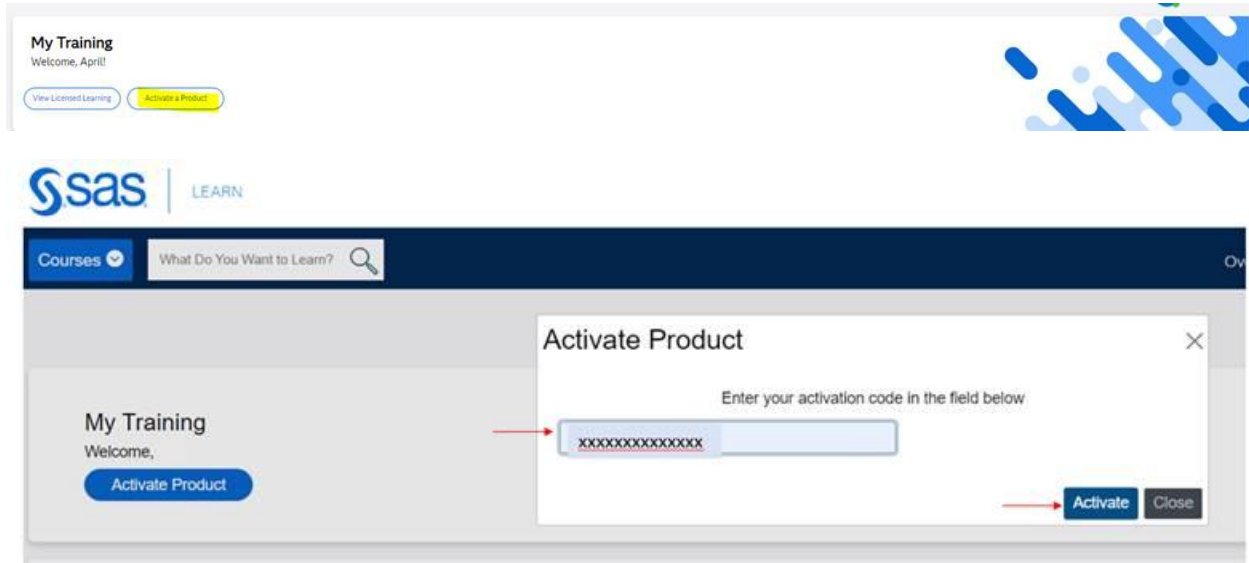 My Training
Welcome, April!
View Licensed Learning
Activate a Product
sas LEARN
Courses
What Do You Want to Learn?
Ov
Activate Product
Enter your activation code in the field below
xxxxxxxxxxxxxx
My Training
Welcome,
Activate Product
Activate
Close